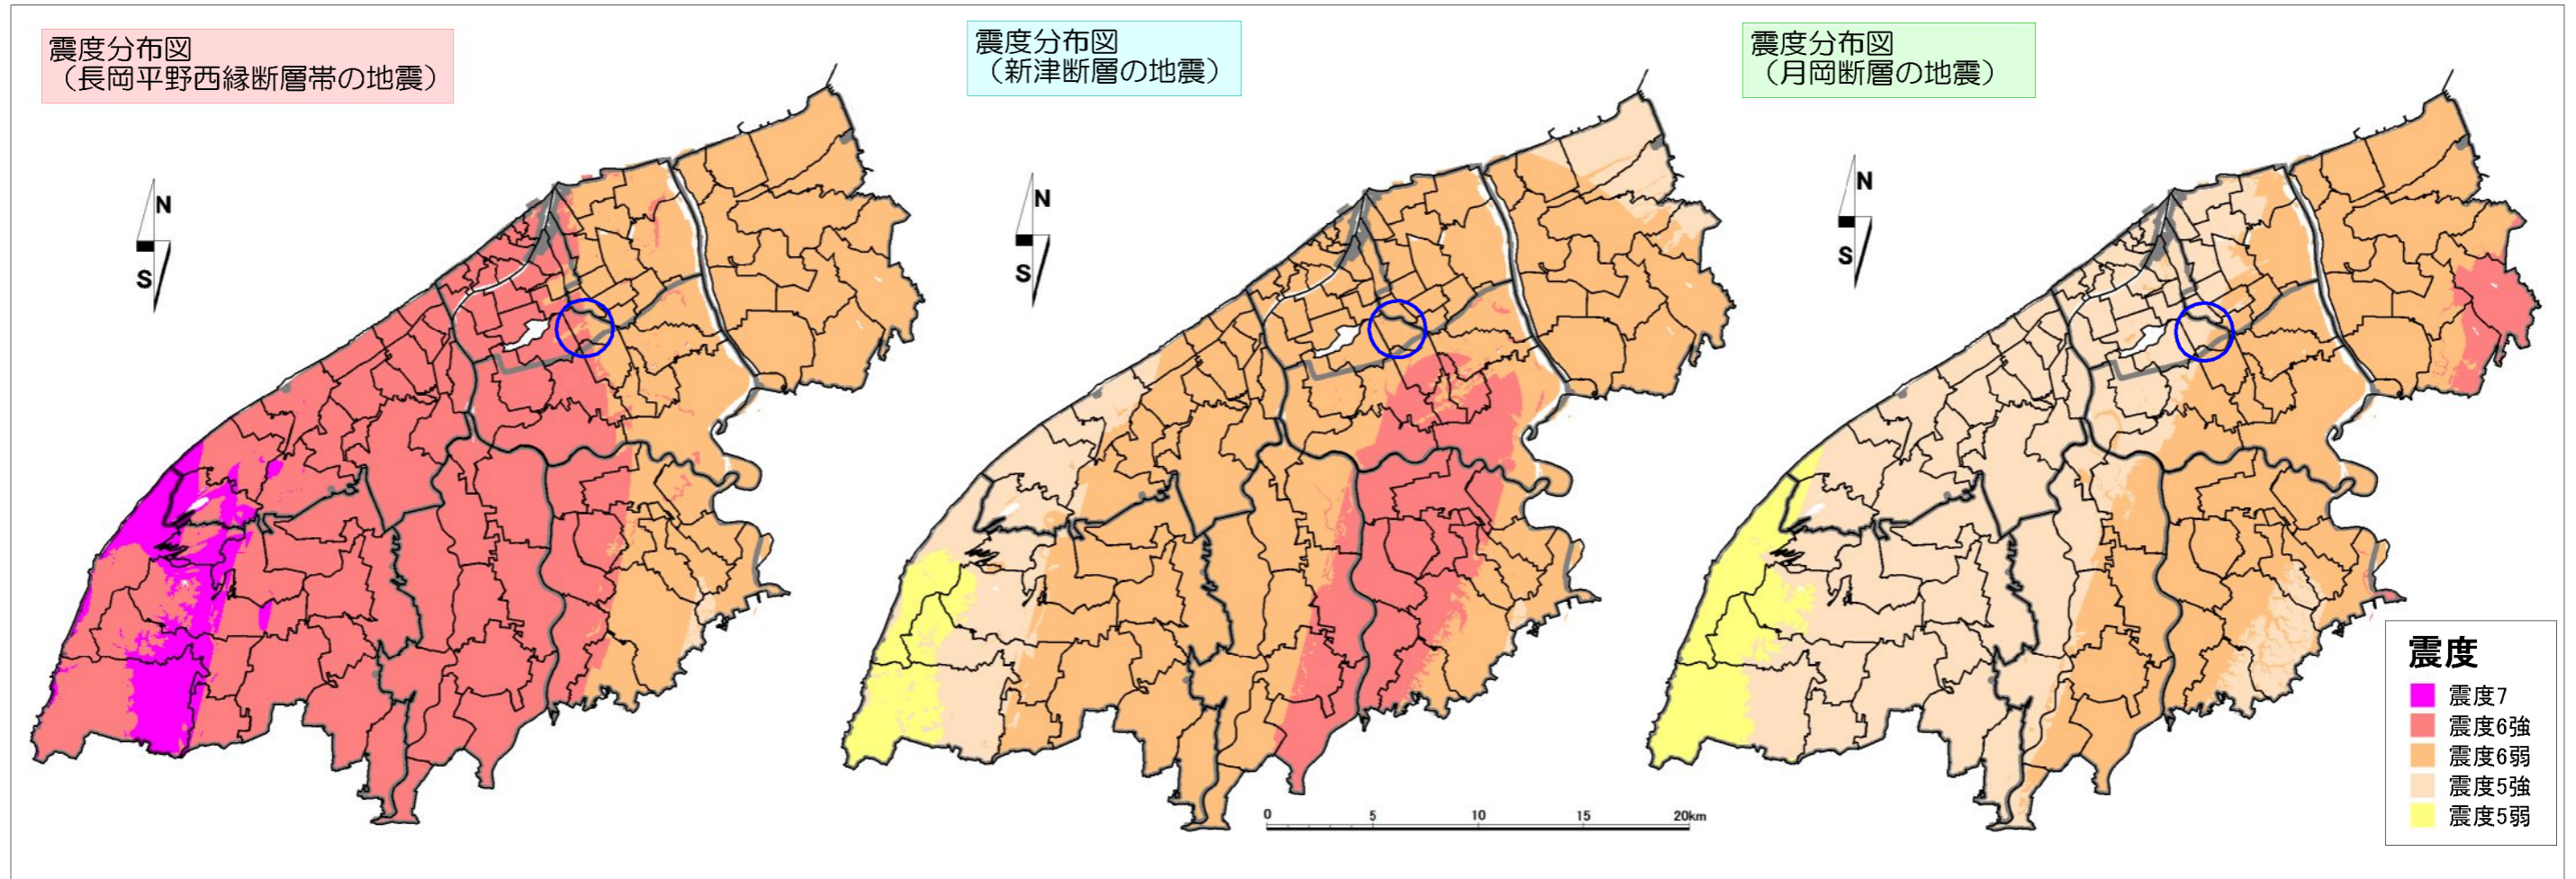 震度分布図
（長岡平野西縁断層帯の地震）
震度分布図
（新津断層の地震）
震度分布図
（月岡断層の地震）
N
S
N
S
N
S
0 5 10 15 20km
震度
震度7
震度6強
震度6弱
震度5強
震度5弱